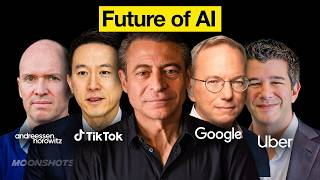 Future of AI
andreessen.
horowitz
TikTok
Google
Uber
MOONSHOTS